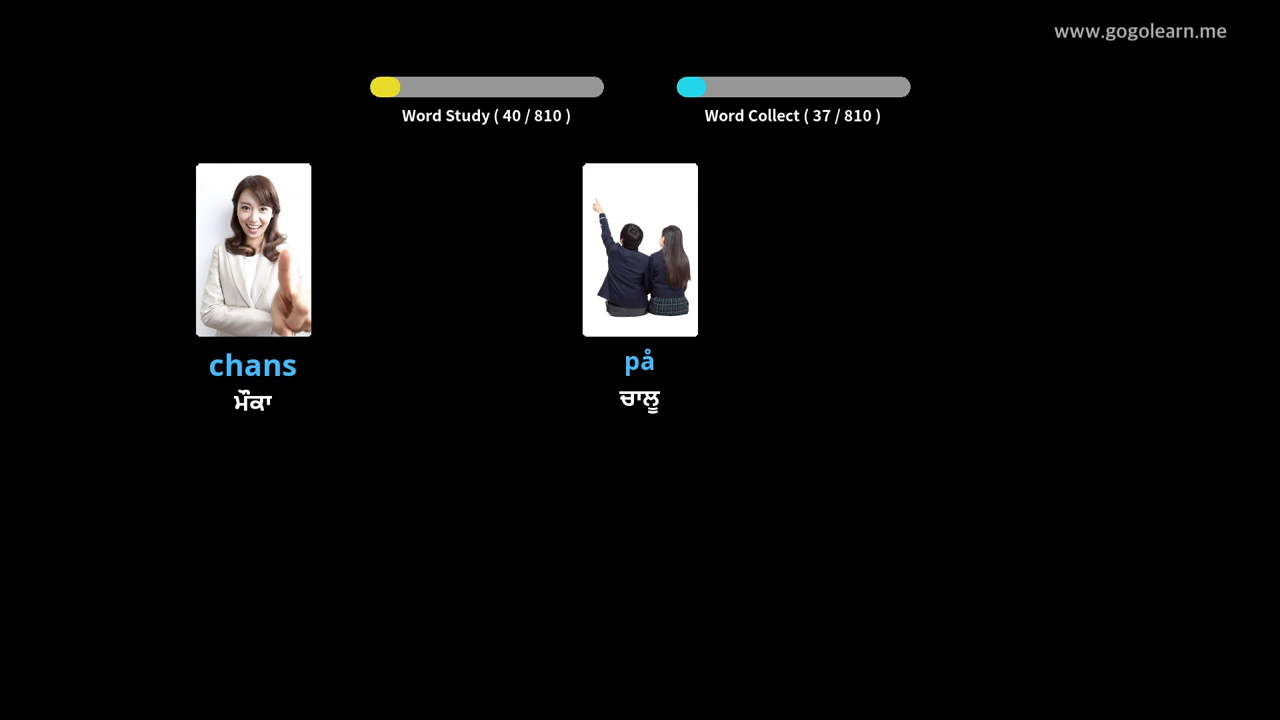 www.gogolearn.me
Word Study ( 40 / 810 )
Word Collect ( 37 / 810 )
chans
ਮੌਕਾ
på
ਚਾਲੂ